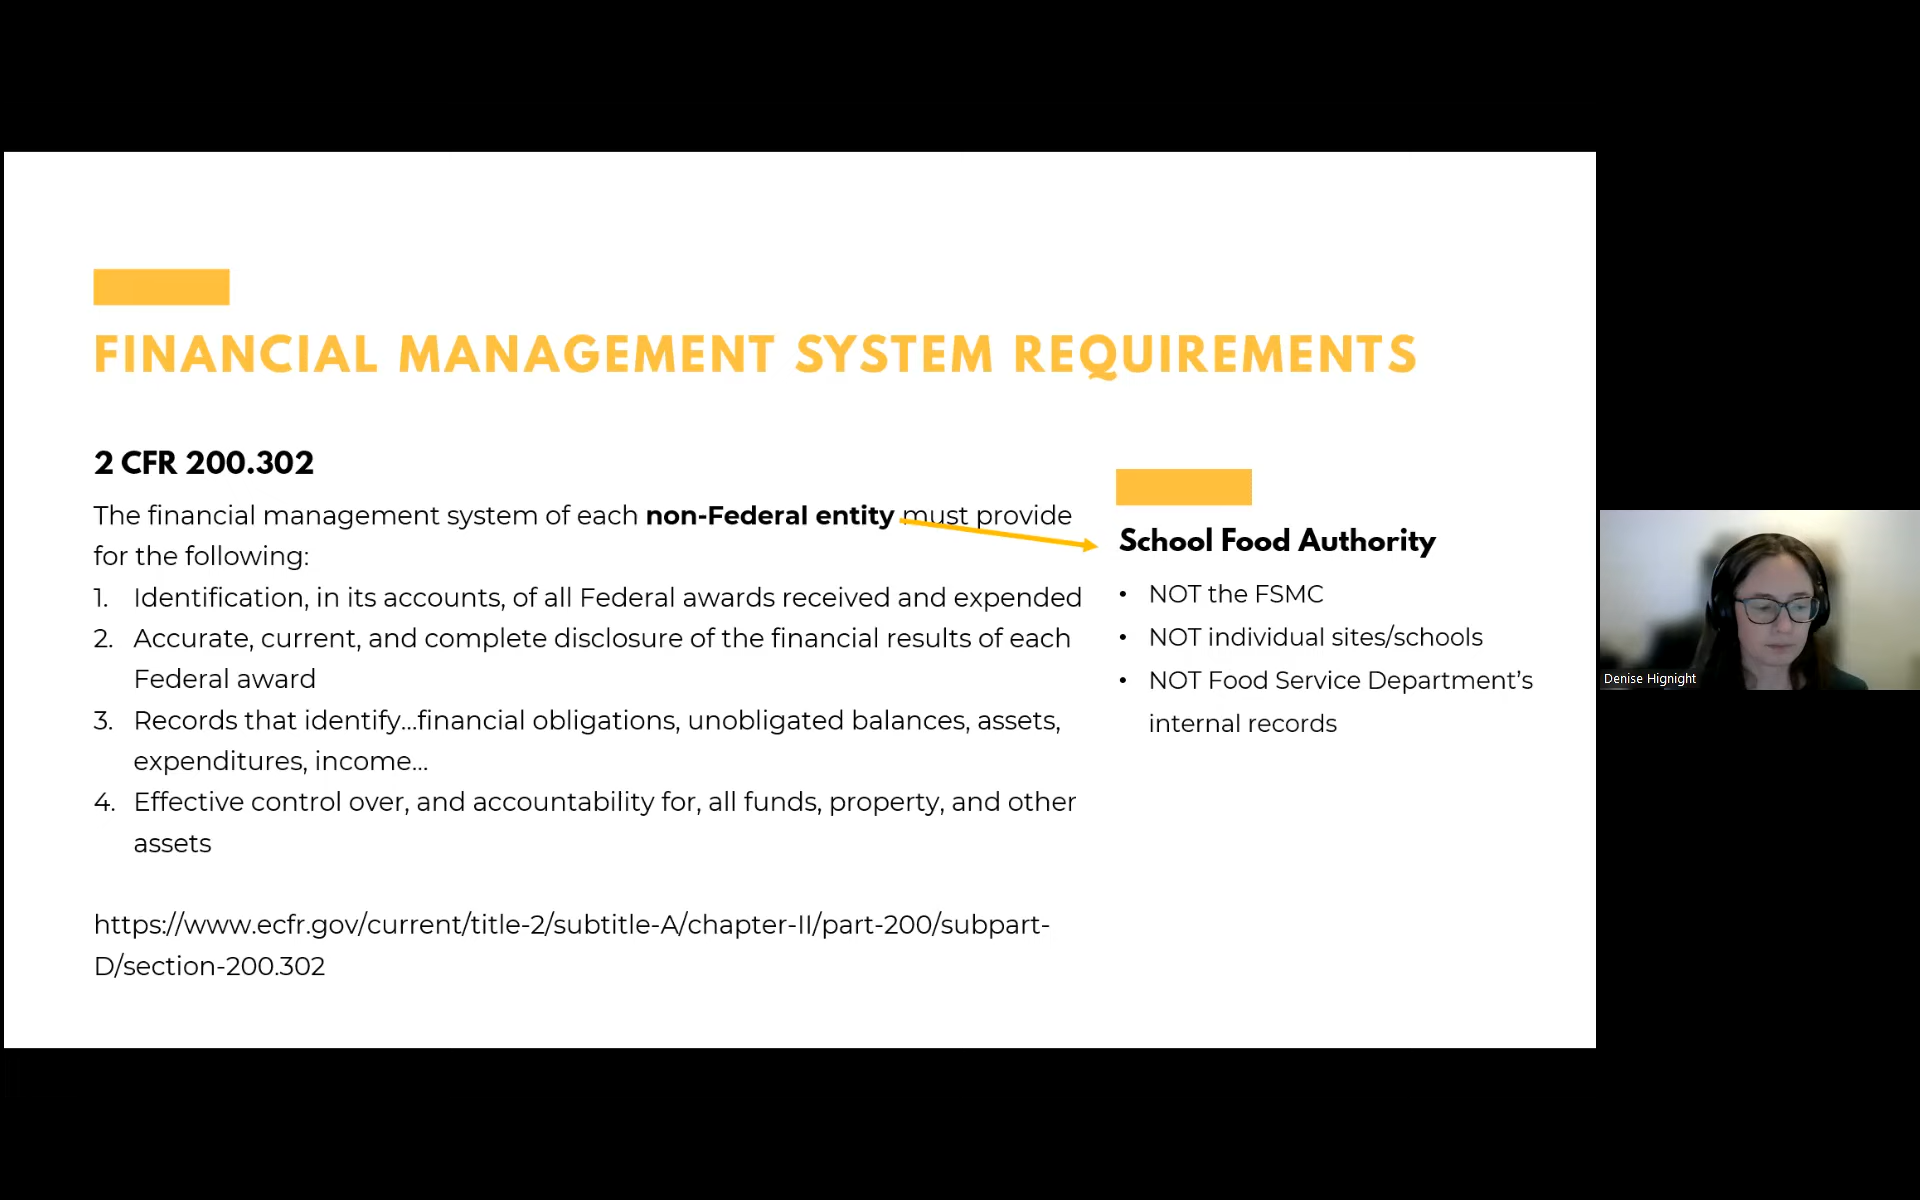 FINANCIAL MANAGEMENT SYSTEM REQUIREMENTS
2 CFR 200.302
The financial management system of each non-Federal entity must provide
for the following:
1. Identification, in its accounts, of all Federal awards received and expended
2. Accurate, current, and complete disclosure of the financial results of each
Federal award
3. Records that identify...financial obligations, unobligated balances, assets,
expenditures, income...
4. Effective control over, and accountability for, all funds, property, and other
assets
https://www.ecfr.gov/current/title-2/subtitle-A/chapter-II/part-200/subpart-
D/section-200.302
School Food Authority
• NOT the FSMC
• NOT individual sites/schools
• NOT Food Service Department’s
internal records
Denise Hignight